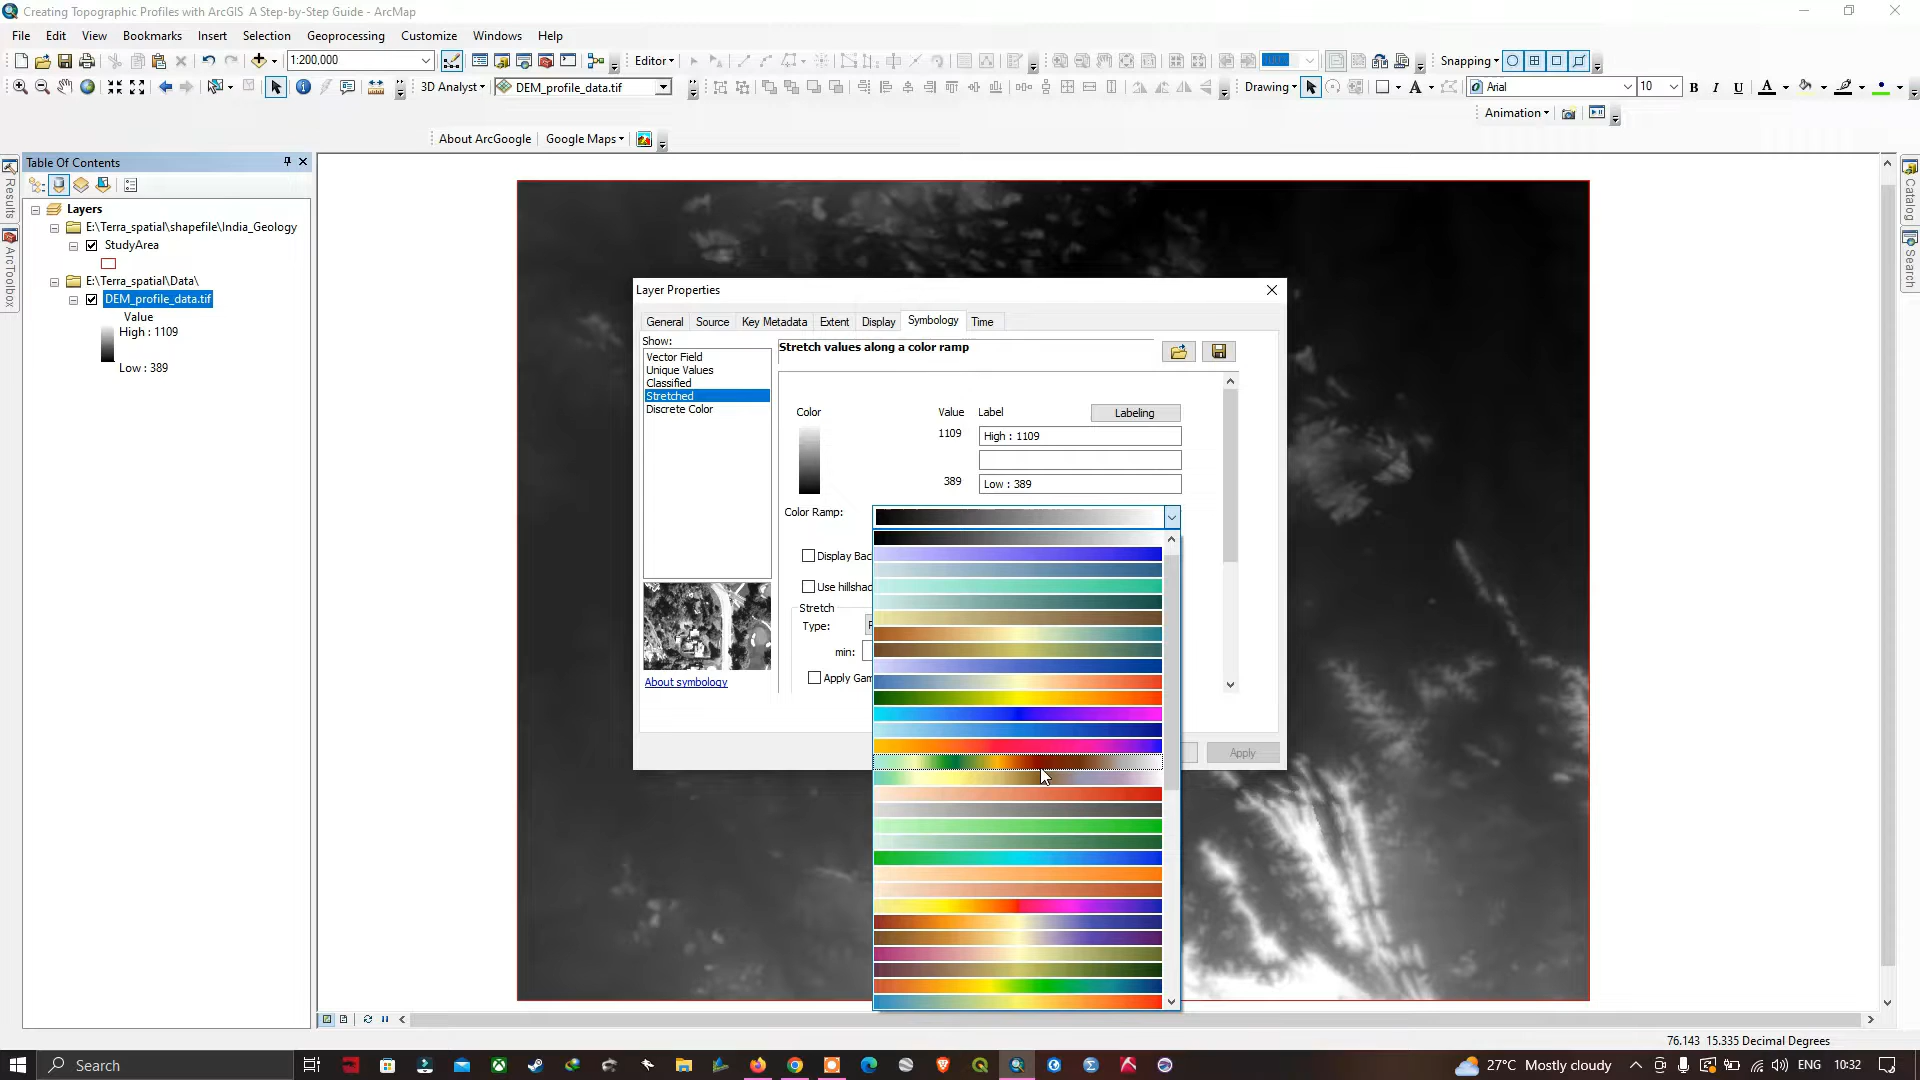 Creating Topographic Profiles with ArcGIS  A Step-by-Step Guide - ArcMap
File Edit View Bookmarks Insert Selection Geoprocessing Customize Windows Help
1:200,000 Editor Snapping
3D Analyst DEM_profile_data.tif Drawing A Arial 10 B I U A
Animation
About ArcGoogle Google Maps
Table Of Contents
Results
ArcToolbox
Catalog
Search
Layers
E:\Terra_spatial\shapefile\India_Geology
StudyArea
E:\Terra_spatial\Data\
DEM_profile_data.tif
Value
High : 1109
Low : 389
Layer Properties
General Source Key Metadata Extent Display Symbology Time
Show:
Vector Field
Unique Values
Classified
Stretched
Discrete Color
About symbology
Stretch values along a color ramp
Color Value Label Labeling
1109 High : 1109
389 Low : 389
Color Ramp:
Display Bac
Use hillshad
Stretch
Type:
min:
Apply Gam
Apply
76.143  15.335 Decimal Degrees
Search
27°C Mostly cloudy ENG 10:32